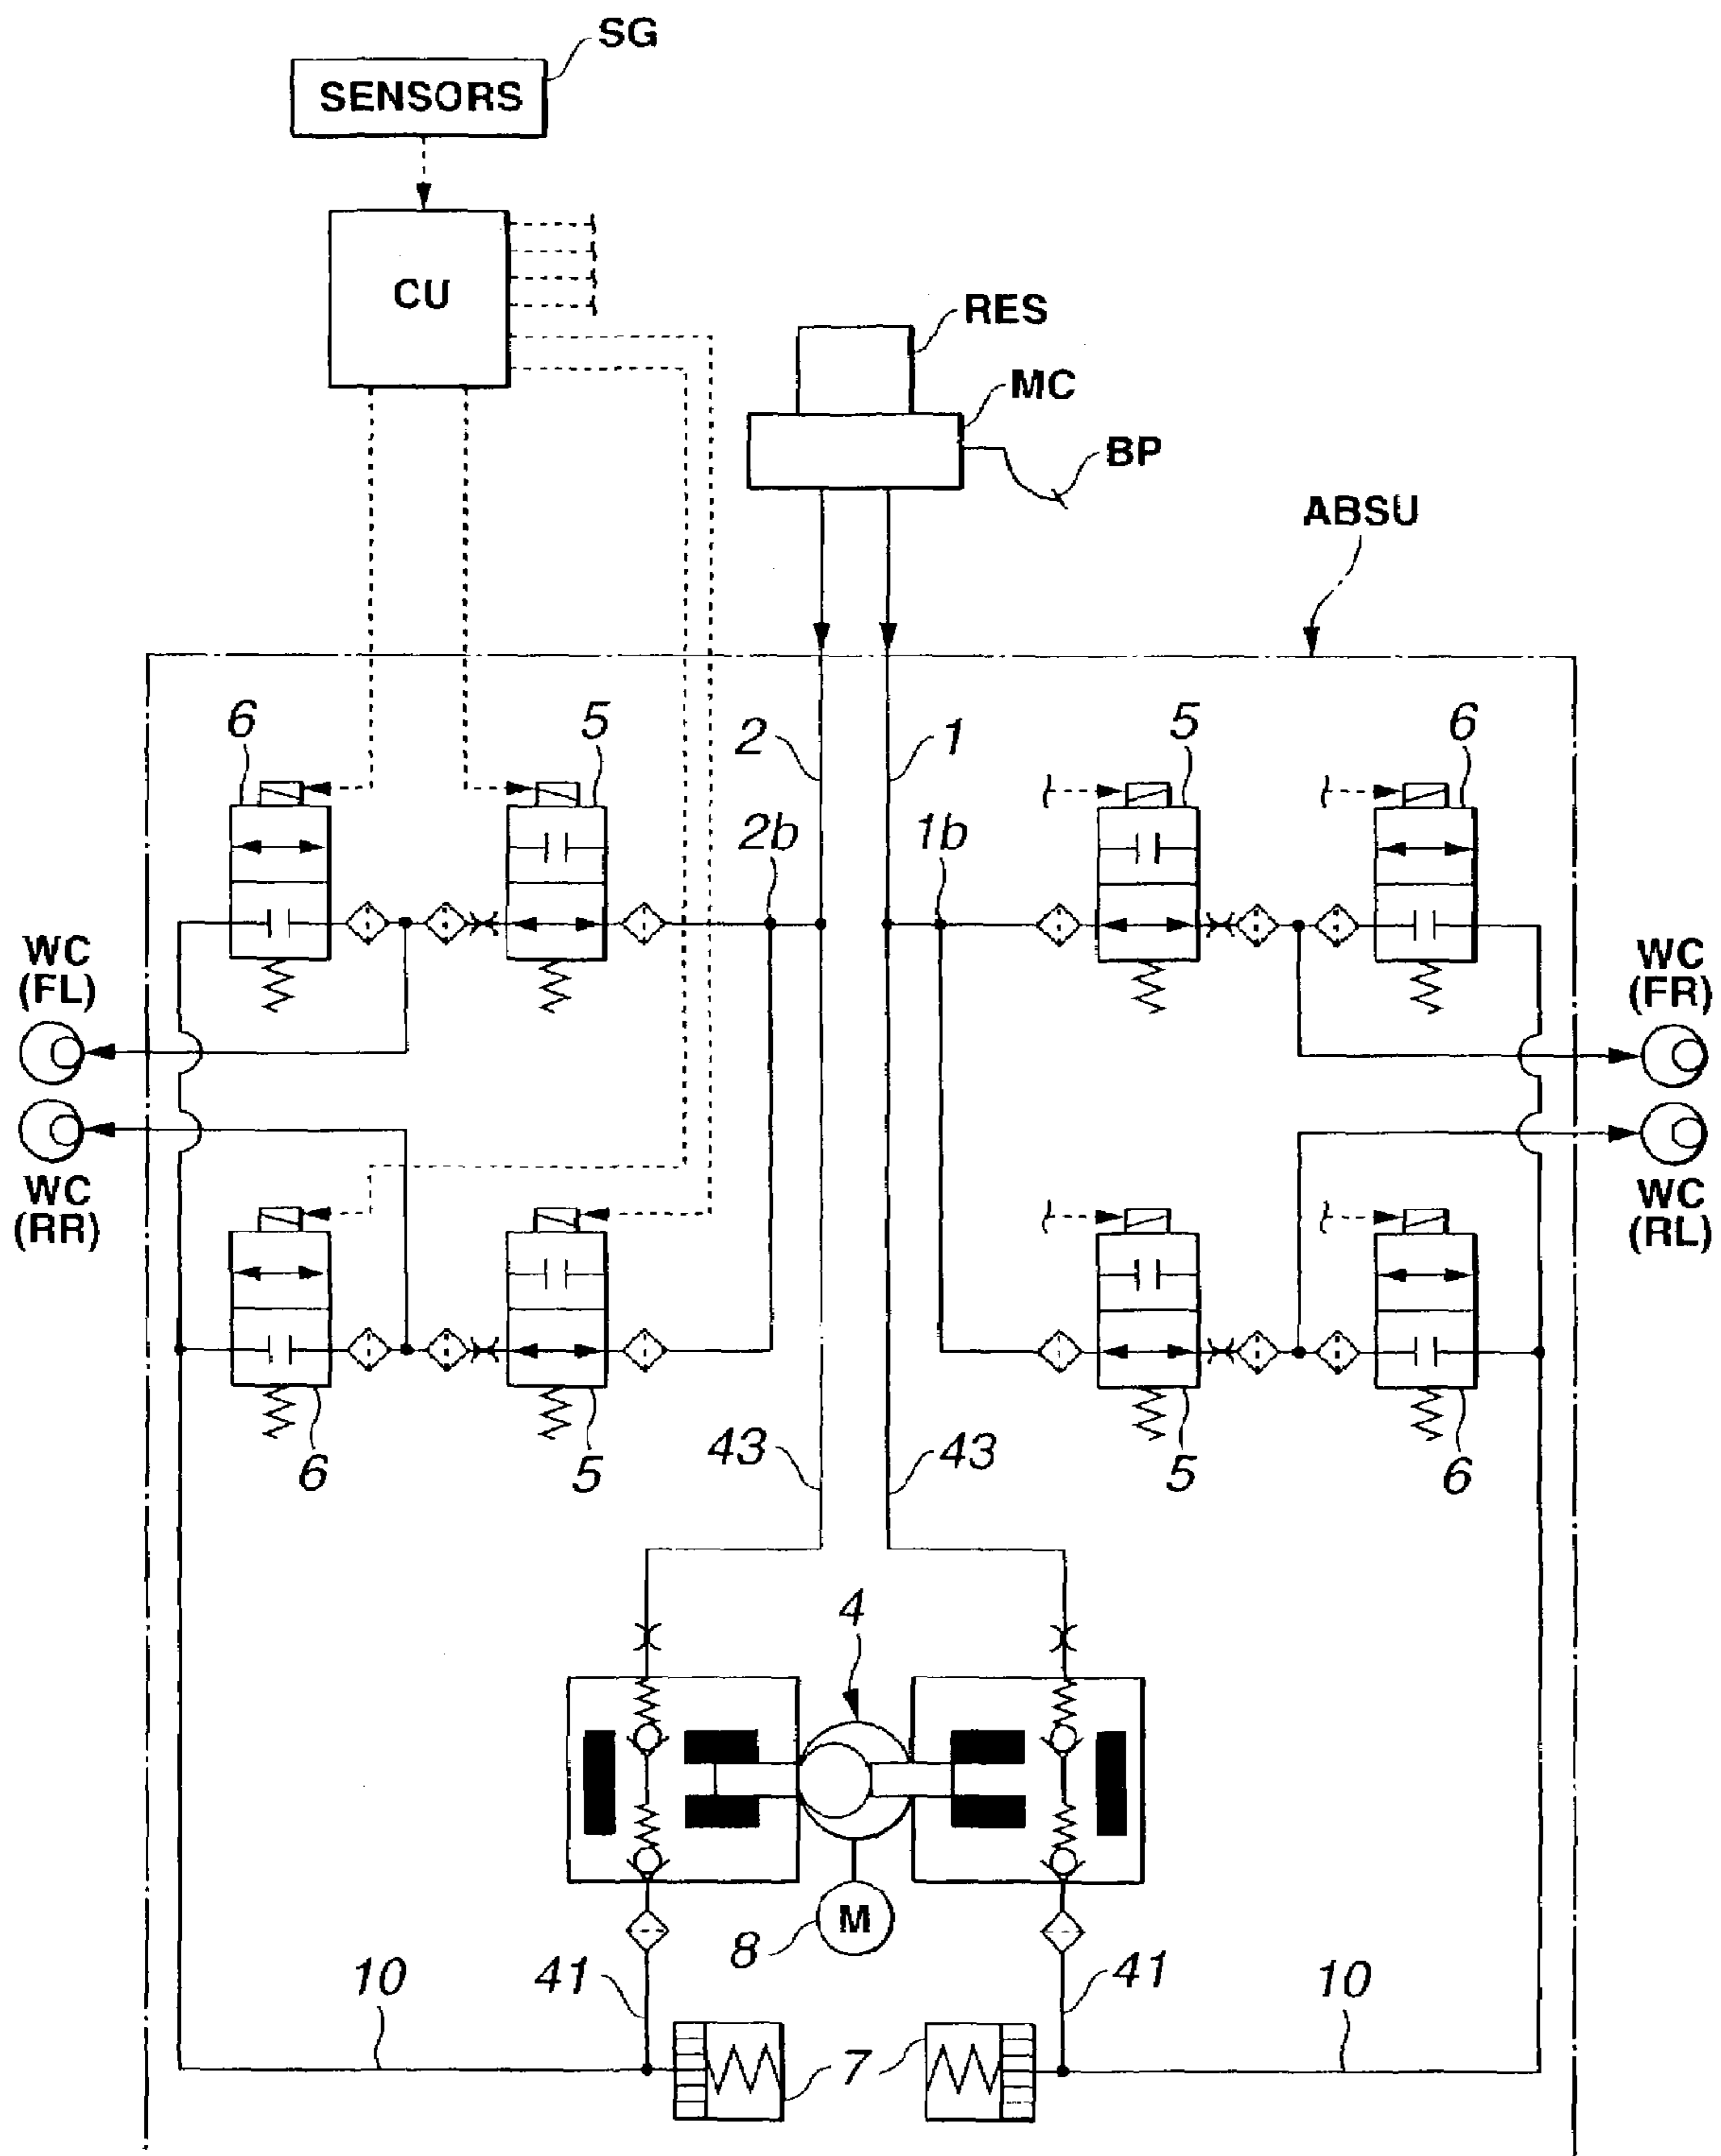 SG
SENSORS
CU
RES
MC
BP
ABSU
6
5
2
1
5
6
2b
1b
WC
(FL)
WC
(FR)
WC
(RR)
WC
(RL)
6
5
43
43
5
6
4
M
8
10
41
41
10
7